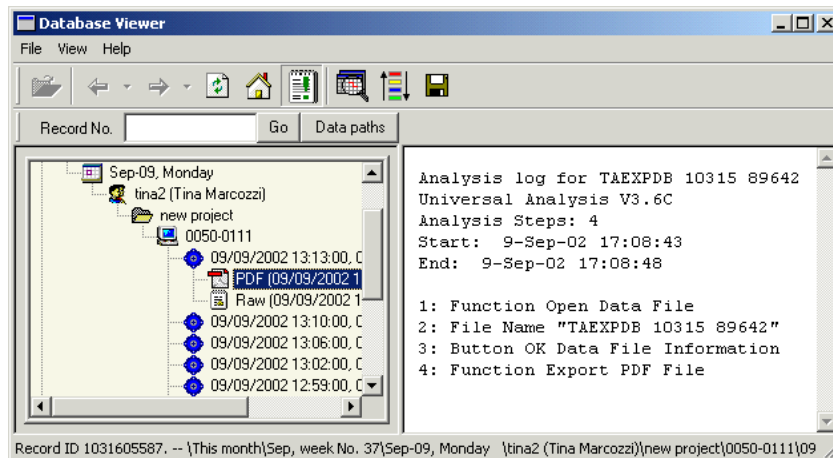 Database Viewer
File View Help
Record No. Go Data paths
Sep-09, Monday
tina2 (Tina Marcozzi)
new project
0050-0111
09/09/2002 13:13:00, C
PDF (09/09/2002 1
Raw (09/09/2002 1
09/09/2002 13:10:00, C
09/09/2002 13:06:00, C
09/09/2002 13:02:00, C
09/09/2002 12:59:00, C
Analysis log for TAEXPDB 10315 89642
Universal Analysis V3.6C
Analysis Steps: 4
Start: 9-Sep-02 17:08:43
End: 9-Sep-02 17:08:48
1: Function Open Data File
2: File Name "TAEXPDB 10315 89642"
3: Button OK Data File Information
4: Function Export PDF File
Record ID 1031605587. -- \This month\Sep, week No. 37\Sep-09, Monday \tina2 (Tina Marcozzi)\new project\0050-0111\09